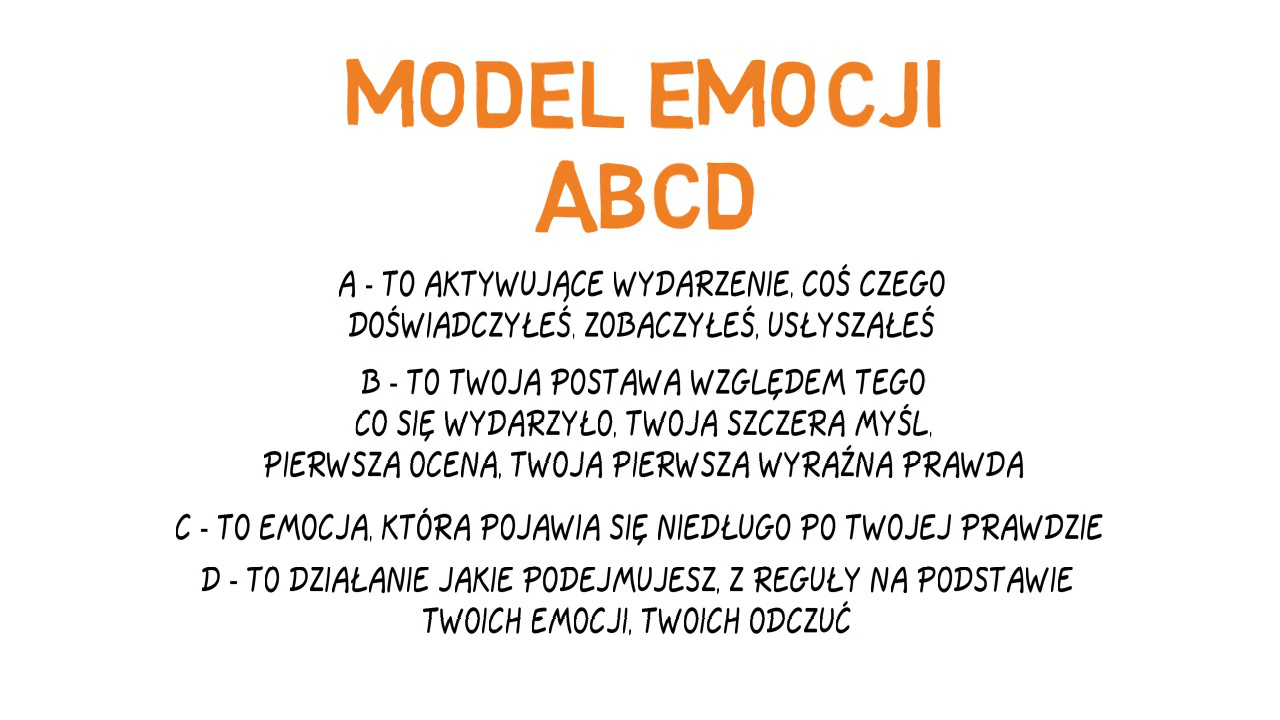 MODEL EMOCJI
ABCD
A - TO AKTYWUJĄCE WYDARZENIE, COŚ CZEGO
DOŚWIADCZYŁEŚ, ZOBACZYŁEŚ, USŁYSZAŁEŚ
B - TO TWOJA POSTAWA WZGLĘDEM TEGO
CO SIĘ WYDARZYŁO, TWOJA SZCZERA MYŚL,
PIERWSZA OCENA, TWOJA PIERWSZA WYRAŹNA PRAWDA
C - TO EMOCJA, KTÓRA POJAWIA SIĘ NIEDŁUGO PO TWOJEJ PRAWDZIE
D - TO DZIAŁANIE JAKIE PODEJMUJESZ, Z REGUŁY NA PODSTAWIE
TWOICH EMOCJI, TWOICH ODCZUĆ